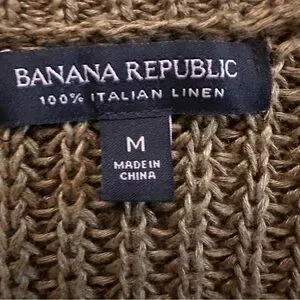 BANANA REPUBLIC
100% ITALIAN LINEN
M
MADE IN
CHINA